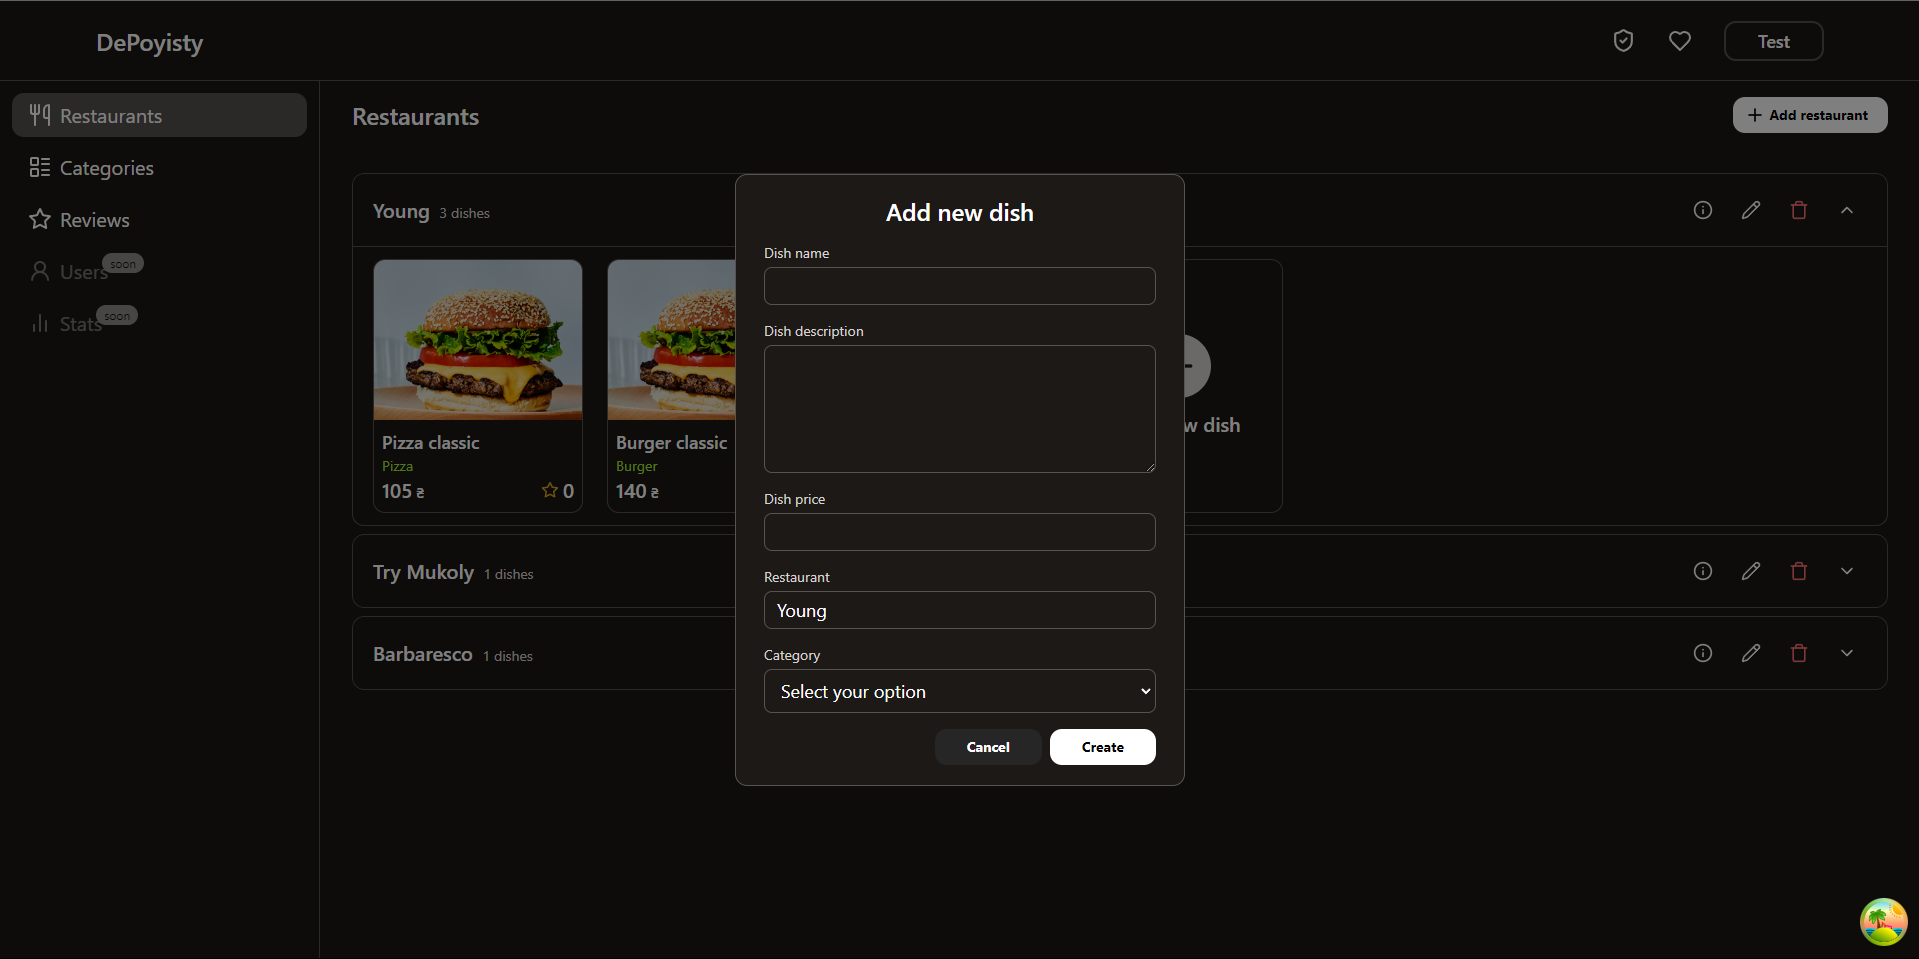 DePoyisty
Test
Restaurants
Categories
Reviews
Users
soon
Stats
soon
Restaurants
Add restaurant
Young 3 dishes
Pizza classic
Pizza
105 ₴
0
Burger classic
Burger
140 ₴
w dish
Try Mukoly 1 dishes
Barbaresco 1 dishes
Add new dish
Dish name
Dish description
Dish price
Restaurant
Young
Category
Select your option
Cancel
Create